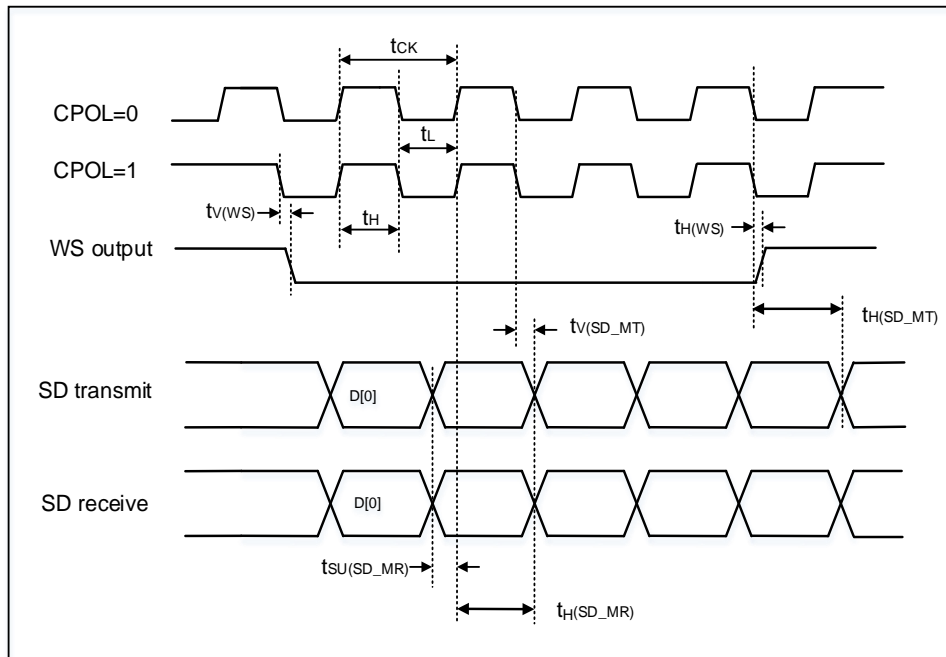 tCK
CPOL=0
tL
CPOL=1
tV(WS)
tH
tH(WS)
WS output
tV(SD_MT)
tH(SD_MT)
SD transmit
D[0]
SD receive
D[0]
tSU(SD_MR)
tH(SD_MR)